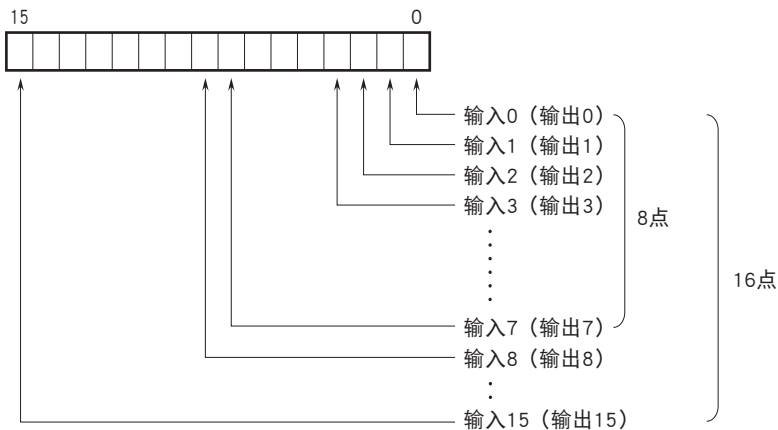 15 0
输入0（输出0）
输入1（输出1）
输入2（输出2）
输入3（输出3）
8点
16点
输入7（输出7）
输入8（输出8）
输入15（输出15）